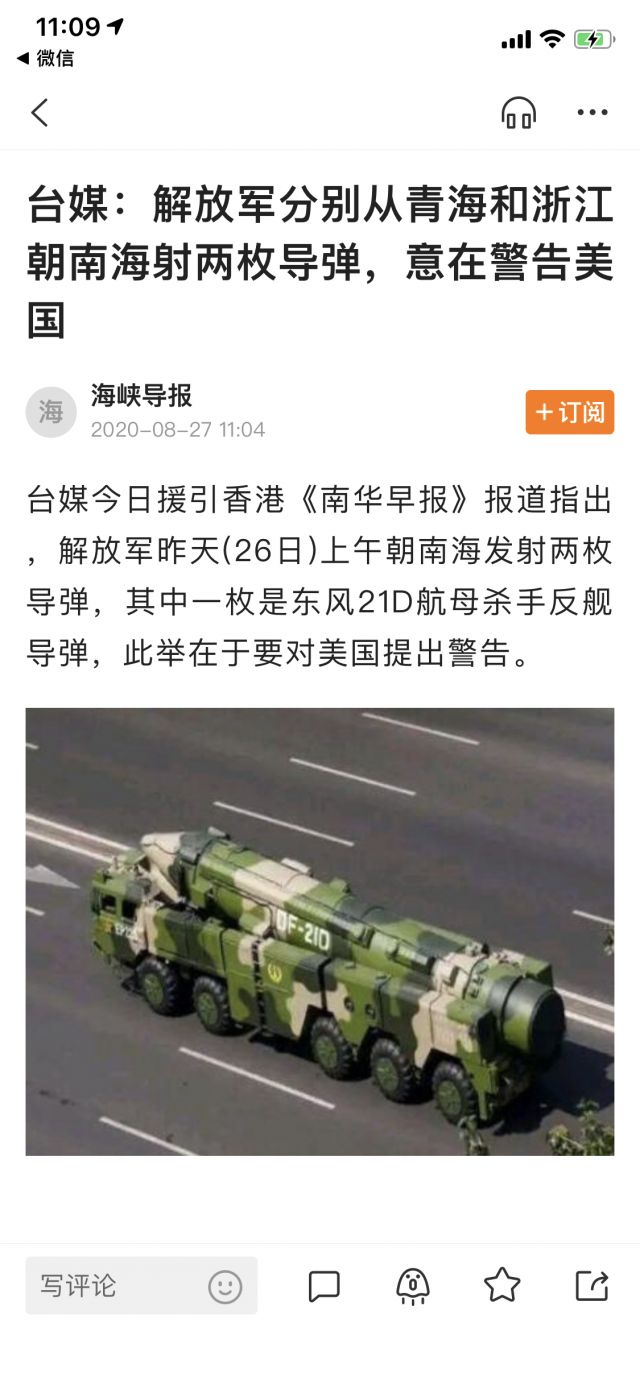 11:09
微信
台媒：解放军分别从青海和浙江
朝南海射两枚导弹，意在警告美
国
海
海峡导报
2020-08-27 11:04
+订阅
台媒今日援引香港《南华早报》报道指出
，解放军昨天(26日)上午朝南海发射两枚
导弹，其中一枚是东风21D航母杀手反舰
导弹，此举在于要对美国提出警告。
DF-21D
写评论